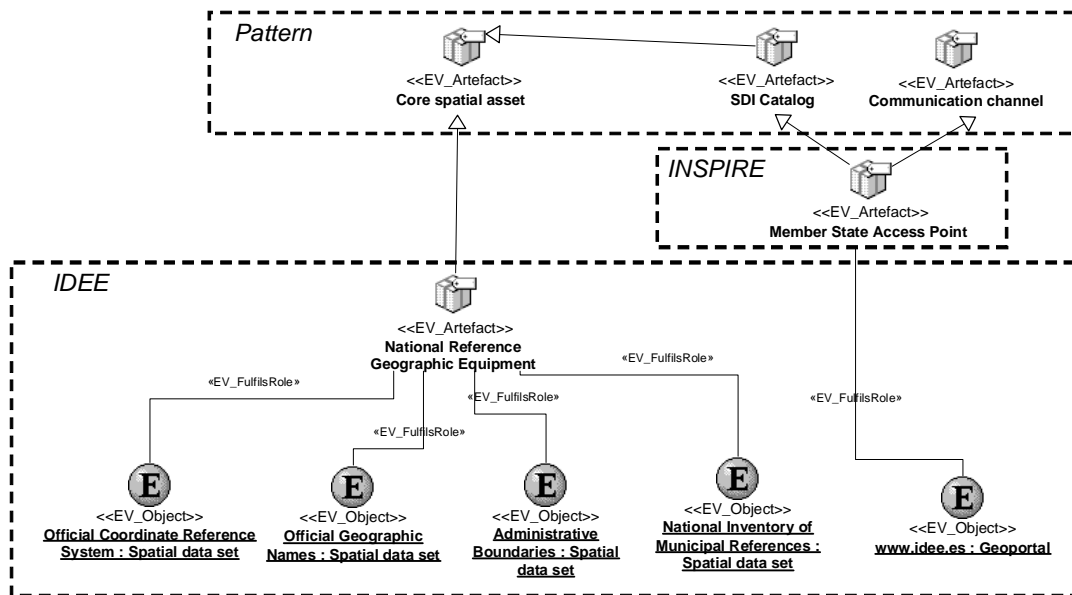 Pattern
<<EV_Artefact>>
Core spatial asset
<<EV_Artefact>>
SDI Catalog
<<EV_Artefact>>
Communication channel
INSPIRE
<<EV_Artefact>>
Member State Access Point
IDEE
<<EV_Artefact>>
National Reference
Geographic Equipment
«EV_FulfilsRole»
«EV_FulfilsRole»
«EV_FulfilsRole»
«EV_FulfilsRole»
«EV_FulfilsRole»
E
<<EV_Object>>
Official Coordinate Reference
System : Spatial data set
E
<<EV_Object>>
Official Geographic
Names : Spatial data set
E
<<EV_Object>>
Administrative
Boundaries : Spatial
data set
E
<<EV_Object>>
National Inventory of
Municipal References :
Spatial data set
E
<<EV_Object>>
www.idee.es : Geoportal